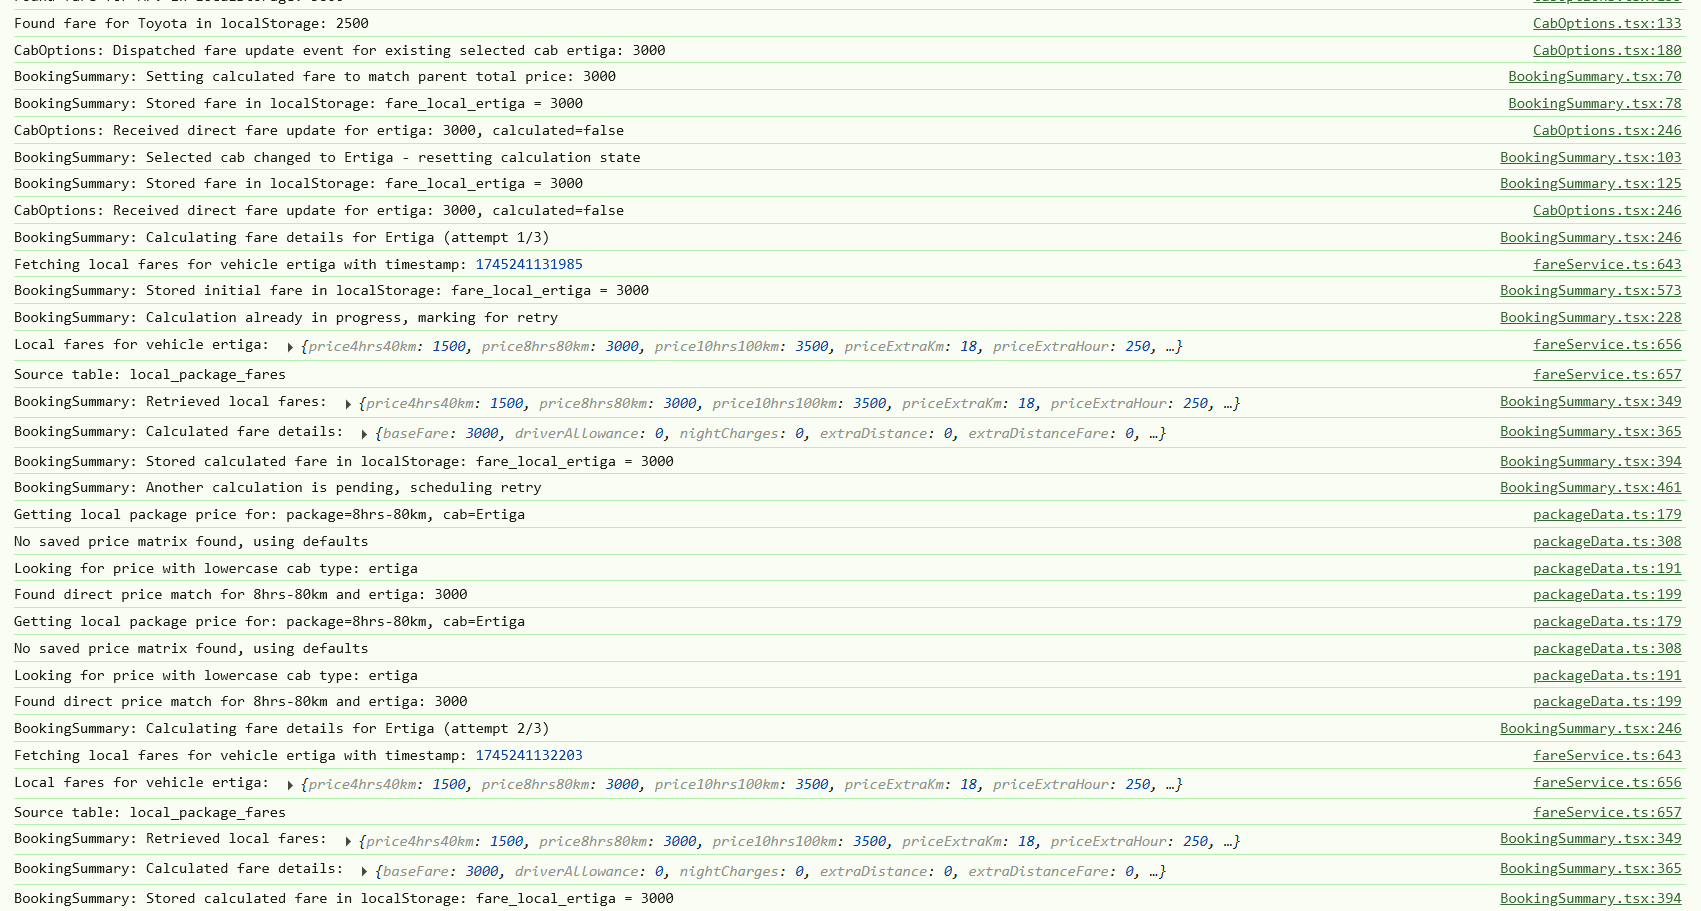 Found fare for Toyota in localStorage: 2500 CabOptions.tsx:133
CabOptions: Dispatched fare update event for existing selected cab ertiga: 3000 CabOptions.tsx:180
BookingSummary: Setting calculated fare to match parent total price: 3000 BookingSummary.tsx:70
BookingSummary: Stored fare in localStorage: fare_local_ertiga = 3000 BookingSummary.tsx:78
CabOptions: Received direct fare update for ertiga: 3000, calculated=false CabOptions.tsx:246
BookingSummary: Selected cab changed to Ertiga - resetting calculation state BookingSummary.tsx:103
BookingSummary: Stored fare in localStorage: fare_local_ertiga = 3000 BookingSummary.tsx:125
CabOptions: Received direct fare update for ertiga: 3000, calculated=false CabOptions.tsx:246
BookingSummary: Calculating fare details for Ertiga (attempt 1/3) BookingSummary.tsx:246
Fetching local fares for vehicle ertiga with timestamp: 1745241131985 fareService.ts:643
BookingSummary: Stored initial fare in localStorage: fare_local_ertiga = 3000 BookingSummary.tsx:573
BookingSummary: Calculation already in progress, marking for retry BookingSummary.tsx:228
Local fares for vehicle ertiga: {price4hrs40km: 1500, price8hrs80km: 3000, price10hrs100km: 3500, priceExtraKm: 18, priceExtraHour: 250, …} fareService.ts:656
Source table: local_package_fares fareService.ts:657
BookingSummary: Retrieved local fares: {price4hrs40km: 1500, price8hrs80km: 3000, price10hrs100km: 3500, priceExtraKm: 18, priceExtraHour: 250, …} BookingSummary.tsx:349
BookingSummary: Calculated fare details: {baseFare: 3000, driverAllowance: 0, nightCharges: 0, extraDistance: 0, extraDistanceFare: 0, …} BookingSummary.tsx:365
BookingSummary: Stored calculated fare in localStorage: fare_local_ertiga = 3000 BookingSummary.tsx:394
BookingSummary: Another calculation is pending, scheduling retry BookingSummary.tsx:461
Getting local package price for: package=8hrs-80km, cab=Ertiga packageData.ts:179
No saved price matrix found, using defaults packageData.ts:308
Looking for price with lowercase cab type: ertiga packageData.ts:191
Found direct price match for 8hrs-80km and ertiga: 3000 packageData.ts:199
Getting local package price for: package=8hrs-80km, cab=Ertiga packageData.ts:179
No saved price matrix found, using defaults packageData.ts:308
Looking for price with lowercase cab type: ertiga packageData.ts:191
Found direct price match for 8hrs-80km and ertiga: 3000 packageData.ts:199
BookingSummary: Calculating fare details for Ertiga (attempt 2/3) BookingSummary.tsx:246
Fetching local fares for vehicle ertiga with timestamp: 1745241132203 fareService.ts:643
Local fares for vehicle ertiga: {price4hrs40km: 1500, price8hrs80km: 3000, price10hrs100km: 3500, priceExtraKm: 18, priceExtraHour: 250, …} fareService.ts:656
Source table: local_package_fares fareService.ts:657
BookingSummary: Retrieved local fares: {price4hrs40km: 1500, price8hrs80km: 3000, price10hrs100km: 3500, priceExtraKm: 18, priceExtraHour: 250, …} BookingSummary.tsx:349
BookingSummary: Calculated fare details: {baseFare: 3000, driverAllowance: 0, nightCharges: 0, extraDistance: 0, extraDistanceFare: 0, …} BookingSummary.tsx:365
BookingSummary: Stored calculated fare in localStorage: fare_local_ertiga = 3000 BookingSummary.tsx:394